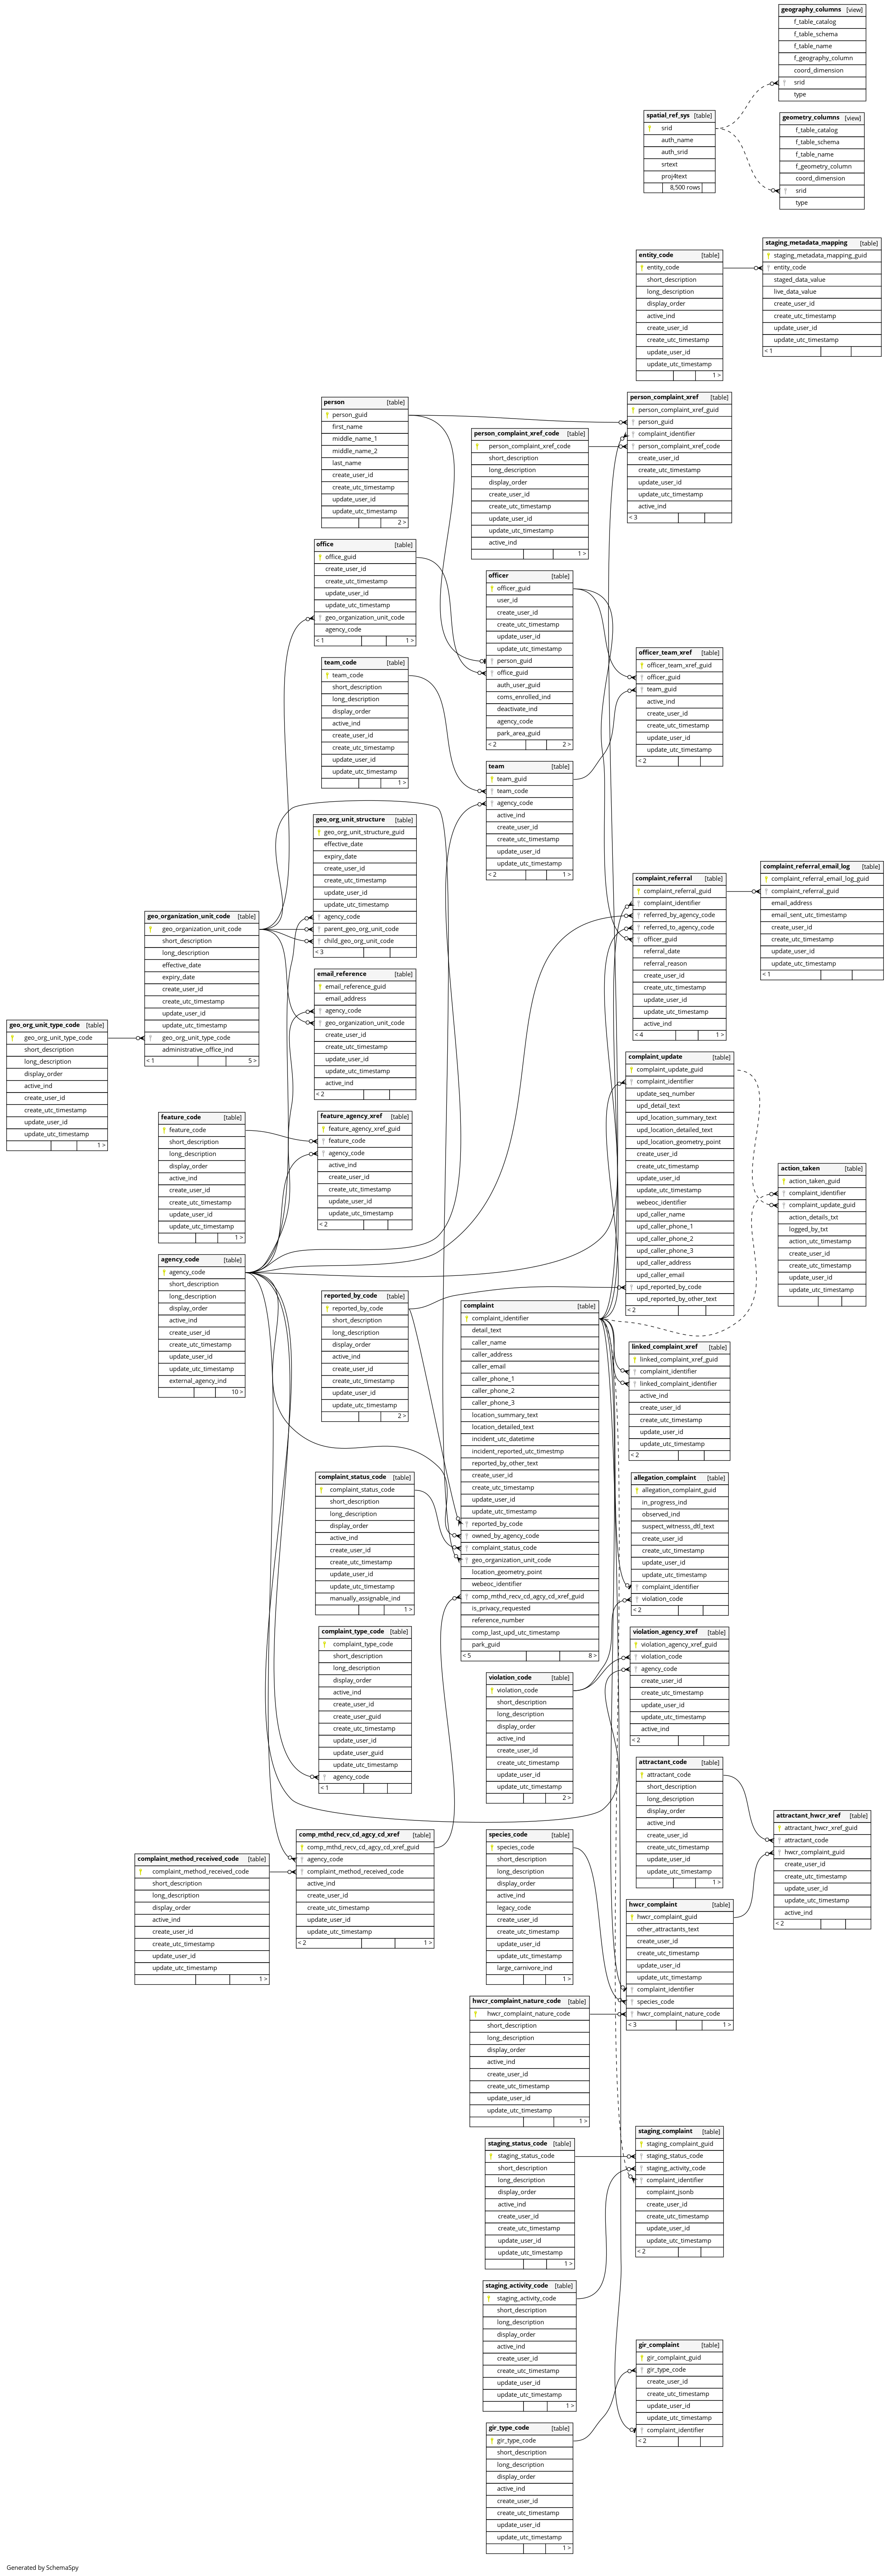 geography_columns [view]
f_table_catalog
f_table_schema
f_table_name
f_geography_column
coord_dimension
srid
type
spatial_ref_sys [table]
srid
auth_name
auth_srid
srtext
proj4text
8,500 rows
geometry_columns [view]
f_table_catalog
f_table_schema
f_table_name
f_geometry_column
coord_dimension
srid
type
entity_code [table]
entity_code
short_description
long_description
display_order
active_ind
create_user_id
create_utc_timestamp
update_user_id
update_utc_timestamp
1 >
staging_metadata_mapping [table]
staging_metadata_mapping_guid
entity_code
staged_data_value
live_data_value
create_user_id
create_utc_timestamp
update_user_id
update_utc_timestamp
< 1
person [table]
person_guid
first_name
middle_name_1
middle_name_2
last_name
create_user_id
create_utc_timestamp
update_user_id
update_utc_timestamp
2 >
person_complaint_xref_code [table]
person_complaint_xref_code
short_description
long_description
display_order
create_user_id
create_utc_timestamp
update_user_id
update_utc_timestamp
active_ind
1 >
person_complaint_xref [table]
person_complaint_xref_guid
person_guid
complaint_identifier
person_complaint_xref_code
create_user_id
create_utc_timestamp
update_user_id
update_utc_timestamp
active_ind
< 3
office [table]
office_guid
create_user_id
create_utc_timestamp
update_user_id
update_utc_timestamp
geo_organization_unit_code
agency_code
< 1 1 >
officer [table]
officer_guid
user_id
create_user_id
create_utc_timestamp
update_user_id
update_utc_timestamp
person_guid
office_guid
auth_user_guid
coms_enrolled_ind
deactivate_ind
agency_code
park_area_guid
< 2 2 >
team_code [table]
team_code
short_description
long_description
display_order
active_ind
create_user_id
create_utc_timestamp
update_user_id
update_utc_timestamp
1 >
officer_team_xref [table]
officer_team_xref_guid
officer_guid
team_guid
active_ind
create_user_id
create_utc_timestamp
update_user_id
update_utc_timestamp
< 2
team [table]
team_guid
team_code
agency_code
active_ind
create_user_id
create_utc_timestamp
update_user_id
update_utc_timestamp
< 2 1 >
geo_org_unit_structure [table]
geo_org_unit_structure_guid
effective_date
expiry_date
create_user_id
create_utc_timestamp
update_user_id
update_utc_timestamp
agency_code
parent_geo_org_unit_code
child_geo_org_unit_code
< 3
complaint_referral [table]
complaint_referral_guid
complaint_identifier
referred_by_agency_code
referred_to_agency_code
officer_guid
referral_date
referral_reason
create_user_id
create_utc_timestamp
update_user_id
update_utc_timestamp
active_ind
< 4 1 >
complaint_referral_email_log [table]
complaint_referral_email_log_guid
complaint_referral_guid
email_address
email_sent_utc_timestamp
create_user_id
create_utc_timestamp
update_user_id
update_utc_timestamp
< 1
geo_organization_unit_code [table]
geo_organization_unit_code
short_description
long_description
effective_date
expiry_date
create_user_id
create_utc_timestamp
update_user_id
update_utc_timestamp
geo_org_unit_type_code
administrative_office_ind
< 1 5 >
email_reference [table]
email_reference_guid
email_address
agency_code
geo_organization_unit_code
create_user_id
create_utc_timestamp
update_user_id
update_utc_timestamp
active_ind
< 2
geo_org_unit_type_code [table]
geo_org_unit_type_code
short_description
long_description
display_order
active_ind
create_user_id
create_utc_timestamp
update_user_id
update_utc_timestamp
1 >
complaint_update [table]
complaint_update_guid
complaint_identifier
update_seq_number
upd_detail_text
upd_location_summary_text
upd_location_detailed_text
upd_location_geometry_point
create_user_id
create_utc_timestamp
update_user_id
update_utc_timestamp
webeoc_identifier
upd_caller_name
upd_caller_phone_1
upd_caller_phone_2
upd_caller_phone_3
upd_caller_address
upd_caller_email
upd_reported_by_code
upd_reported_by_other_text
< 2
feature_code [table]
feature_code
short_description
long_description
display_order
active_ind
create_user_id
create_utc_timestamp
update_user_id
update_utc_timestamp
1 >
feature_agency_xref [table]
feature_agency_xref_guid
feature_code
agency_code
active_ind
create_user_id
create_utc_timestamp
update_user_id
update_utc_timestamp
< 2
action_taken [table]
action_taken_guid
complaint_identifier
complaint_update_guid
action_details_txt
logged_by_txt
action_utc_timestamp
create_user_id
create_utc_timestamp
update_user_id
update_utc_timestamp
agency_code [table]
agency_code
short_description
long_description
display_order
active_ind
create_user_id
create_utc_timestamp
update_user_id
update_utc_timestamp
external_agency_ind
10 >
reported_by_code [table]
reported_by_code
short_description
long_description
display_order
active_ind
create_user_id
create_utc_timestamp
update_user_id
update_utc_timestamp
2 >
complaint [table]
complaint_identifier
detail_text
caller_name
caller_address
caller_email
caller_phone_1
caller_phone_2
caller_phone_3
location_summary_text
location_detailed_text
incident_utc_datetime
incident_reported_utc_timestmp
reported_by_other_text
create_user_id
create_utc_timestamp
update_user_id
update_utc_timestamp
reported_by_code
owned_by_agency_code
complaint_status_code
geo_organization_unit_code
location_geometry_point
webeoc_identifier
comp_mthd_recv_cd_agcy_cd_xref_guid
is_privacy_requested
reference_number
comp_last_upd_utc_timestamp
park_guid
< 5 8 >
linked_complaint_xref [table]
linked_complaint_xref_guid
complaint_identifier
linked_complaint_identifier
active_ind
create_user_id
create_utc_timestamp
update_user_id
update_utc_timestamp
< 2
complaint_status_code [table]
complaint_status_code
short_description
long_description
display_order
active_ind
create_user_id
create_utc_timestamp
update_user_id
update_utc_timestamp
manually_assignable_ind
1 >
allegation_complaint [table]
allegation_complaint_guid
in_progress_ind
observed_ind
suspect_witnesss_dtl_text
create_user_id
create_utc_timestamp
update_user_id
update_utc_timestamp
complaint_identifier
violation_code
< 2
complaint_type_code [table]
complaint_type_code
short_description
long_description
display_order
active_ind
create_user_id
create_user_guid
create_utc_timestamp
update_user_id
update_user_guid
update_utc_timestamp
agency_code
< 1
violation_agency_xref [table]
violation_agency_xref_guid
violation_code
agency_code
create_user_id
create_utc_timestamp
update_user_id
update_utc_timestamp
active_ind
< 2
violation_code [table]
violation_code
short_description
long_description
display_order
active_ind
create_user_id
create_utc_timestamp
update_user_id
update_utc_timestamp
2 >
attractant_code [table]
attractant_code
short_description
long_description
display_order
active_ind
create_user_id
create_utc_timestamp
update_user_id
update_utc_timestamp
1 >
attractant_hwcr_xref [table]
attractant_hwcr_xref_guid
attractant_code
hwcr_complaint_guid
create_user_id
create_utc_timestamp
update_user_id
update_utc_timestamp
active_ind
< 2
complaint_method_received_code [table]
complaint_method_received_code
short_description
long_description
display_order
active_ind
create_user_id
create_utc_timestamp
update_user_id
update_utc_timestamp
1 >
comp_mthd_recv_cd_agcy_cd_xref [table]
comp_mthd_recv_cd_agcy_cd_xref_guid
agency_code
complaint_method_received_code
active_ind
create_user_id
create_utc_timestamp
update_user_id
update_utc_timestamp
< 2 1 >
species_code [table]
species_code
short_description
long_description
display_order
active_ind
legacy_code
create_user_id
create_utc_timestamp
update_user_id
update_utc_timestamp
large_carnivore_ind
1 >
hwcr_complaint [table]
hwcr_complaint_guid
other_attractants_text
create_user_id
create_utc_timestamp
update_user_id
update_utc_timestamp
complaint_identifier
species_code
hwcr_complaint_nature_code
< 3 1 >
hwcr_complaint_nature_code [table]
hwcr_complaint_nature_code
short_description
long_description
display_order
active_ind
create_user_id
create_utc_timestamp
update_user_id
update_utc_timestamp
1 >
staging_complaint [table]
staging_complaint_guid
staging_status_code
staging_activity_code
complaint_identifier
complaint_jsonb
create_user_id
create_utc_timestamp
update_user_id
update_utc_timestamp
< 2
staging_status_code [table]
staging_status_code
short_description
long_description
display_order
active_ind
create_user_id
create_utc_timestamp
update_user_id
update_utc_timestamp
1 >
staging_activity_code [table]
staging_activity_code
short_description
long_description
display_order
active_ind
create_user_id
create_utc_timestamp
update_user_id
update_utc_timestamp
1 >
gir_complaint [table]
gir_complaint_guid
gir_type_code
create_user_id
create_utc_timestamp
update_user_id
update_utc_timestamp
complaint_identifier
< 2
gir_type_code [table]
gir_type_code
short_description
long_description
display_order
active_ind
create_user_id
create_utc_timestamp
update_user_id
update_utc_timestamp
1 >
Generated by SchemaSpy